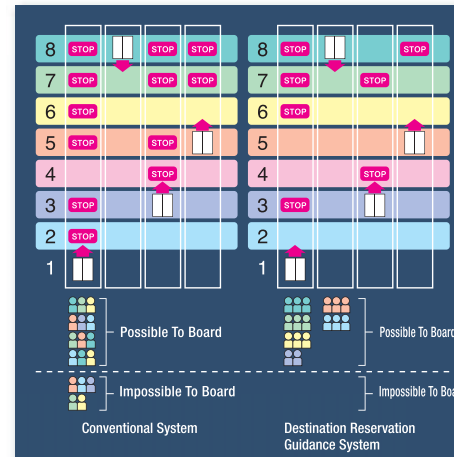 8 STOP STOP STOP 8 STOP STOP
7 STOP STOP STOP 7 STOP STOP
6 STOP 6 STOP
5 STOP STOP 5
4 STOP 4 STOP
3 STOP 3 STOP
2 STOP 2
1 1
Possible To Board
Possible To Board
Impossible To Board
Impossible To Boa
Conventional System
Destination Reservation
Guidance System